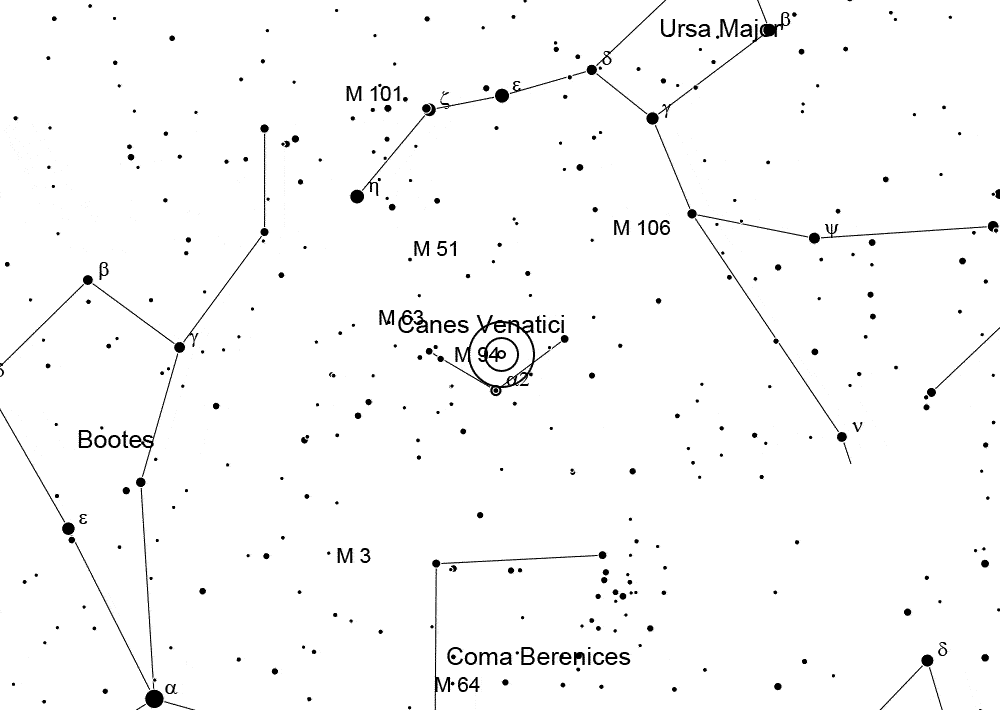 Ursa Major
β
δ
ε
M 101
ζ
γ
η
M 106
ψ
M 51
β
M 63
Canes Venatici
γ
M 94
α2
δ
ν
Bootes
ε
M 3
Coma Berenices
δ
M 64
α